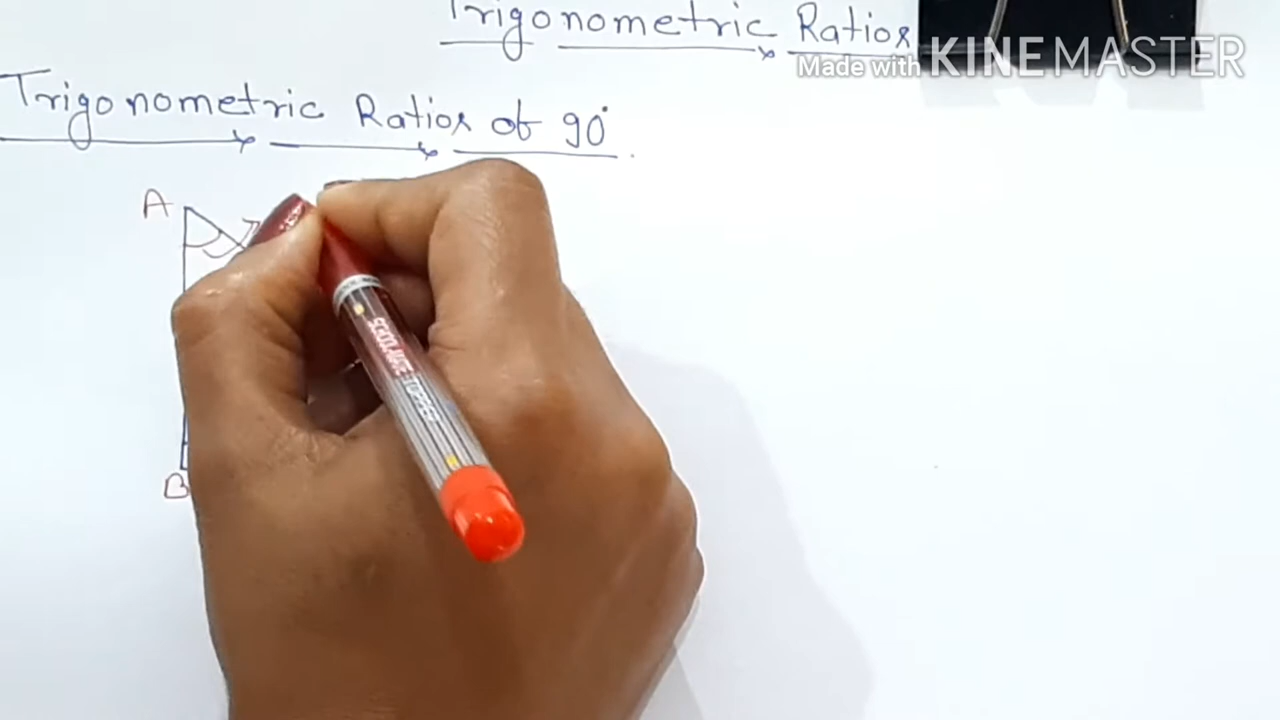 Trigonometric Ratios
Made with KINEMASTER
Trigonometric Ratios of 90°
A
B